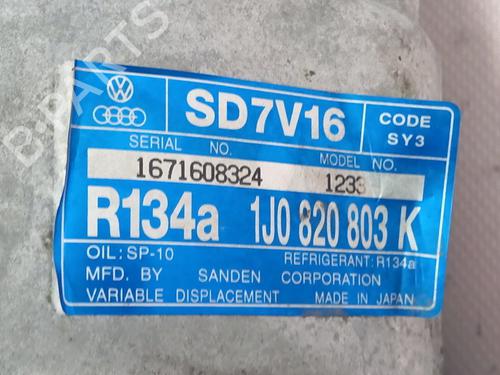 B-PARTS
SD7V16
CODE
SY3
SERIAL NO.
MODEL NO.
1671608324
1233
R134a
1J0 820 803 K
OIL: SP-10
REFRIGERANT: R134a
MFD. BY SANDEN CORPORATION
VARIABLE DISPLACEMENT MADE IN JAPAN